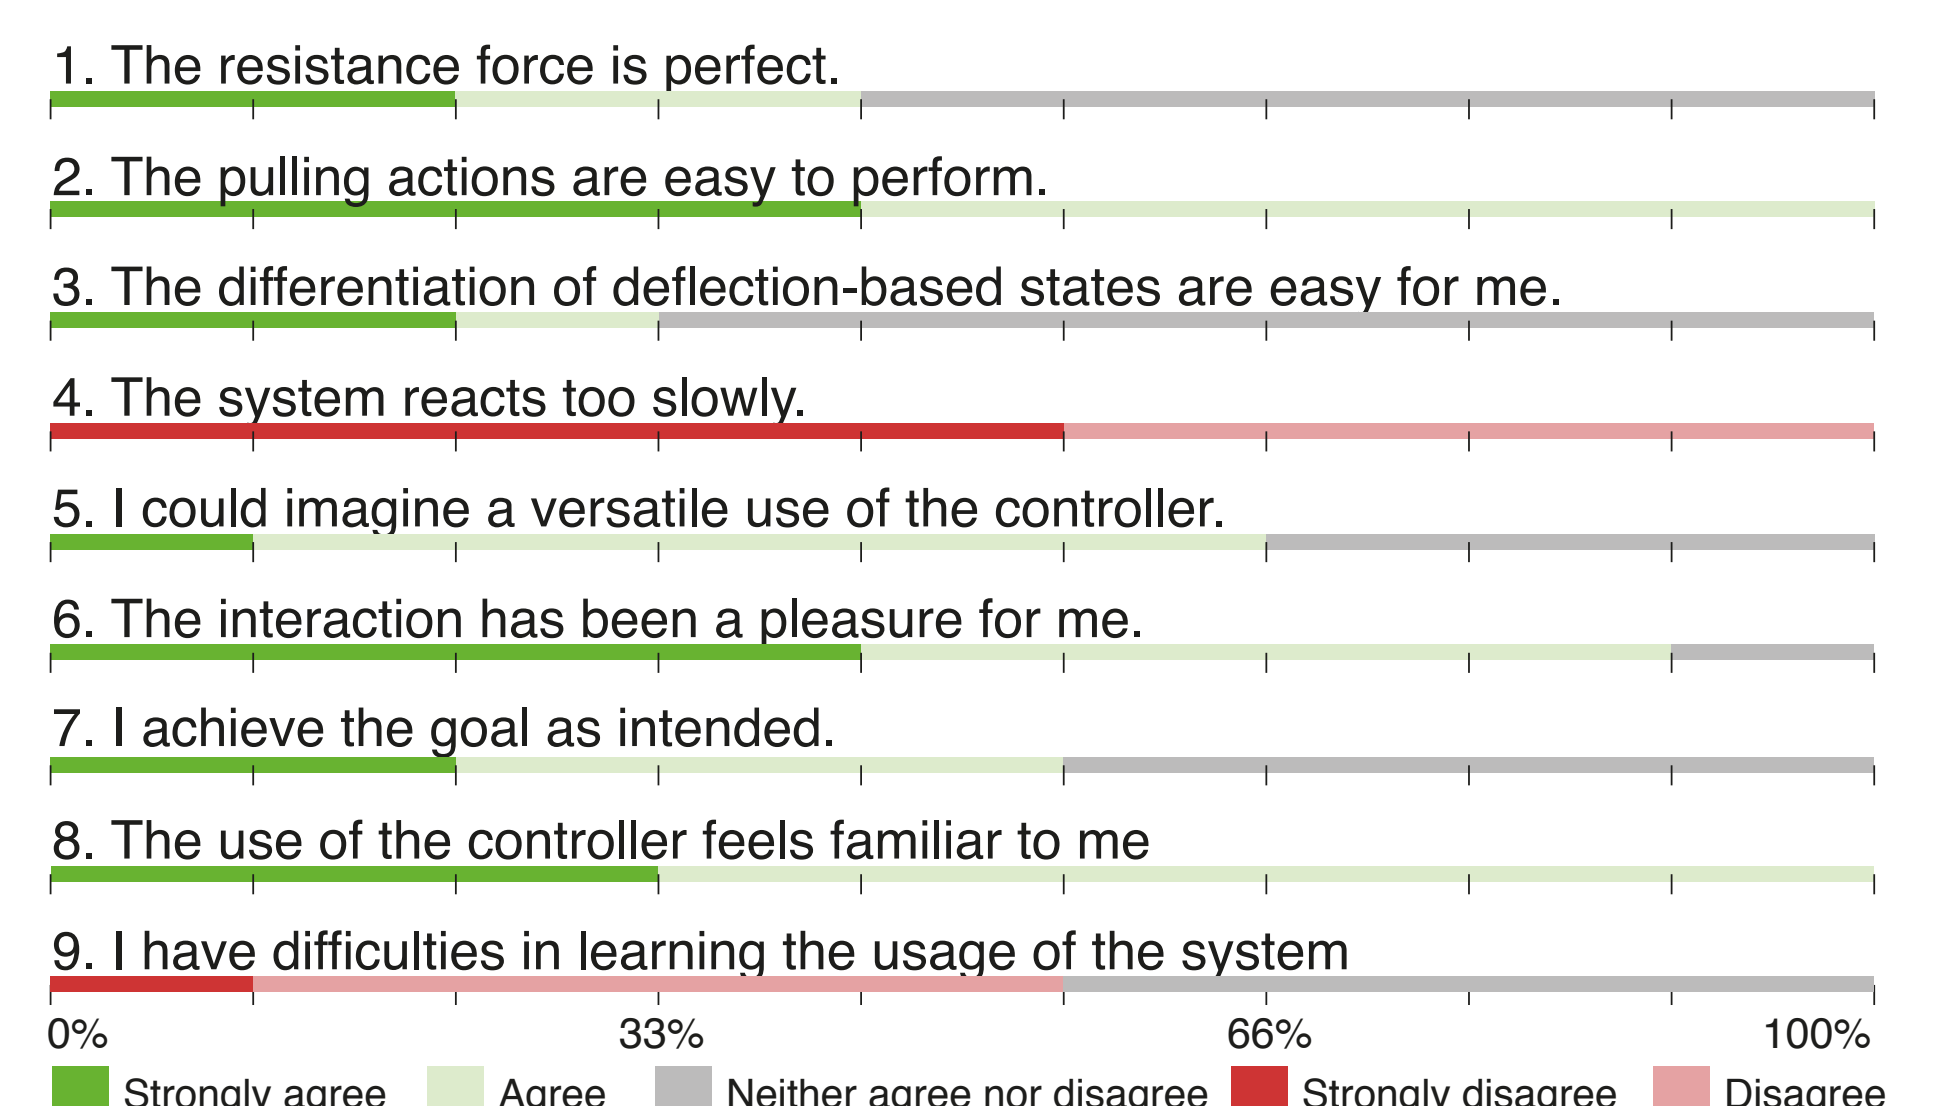 1. The resistance force is perfect.
2. The pulling actions are easy to perform.
3. The differentiation of deflection-based states are easy for me.
4. The system reacts too slowly.
5. I could imagine a versatile use of the controller.
6. The interaction has been a pleasure for me.
7. I achieve the goal as intended.
8. The use of the controller feels familiar to me
9. I have difficulties in learning the usage of the system
0% 33% 66% 100%
Strongly agree Agree Neither agree nor disagree Strongly disagree Disagree